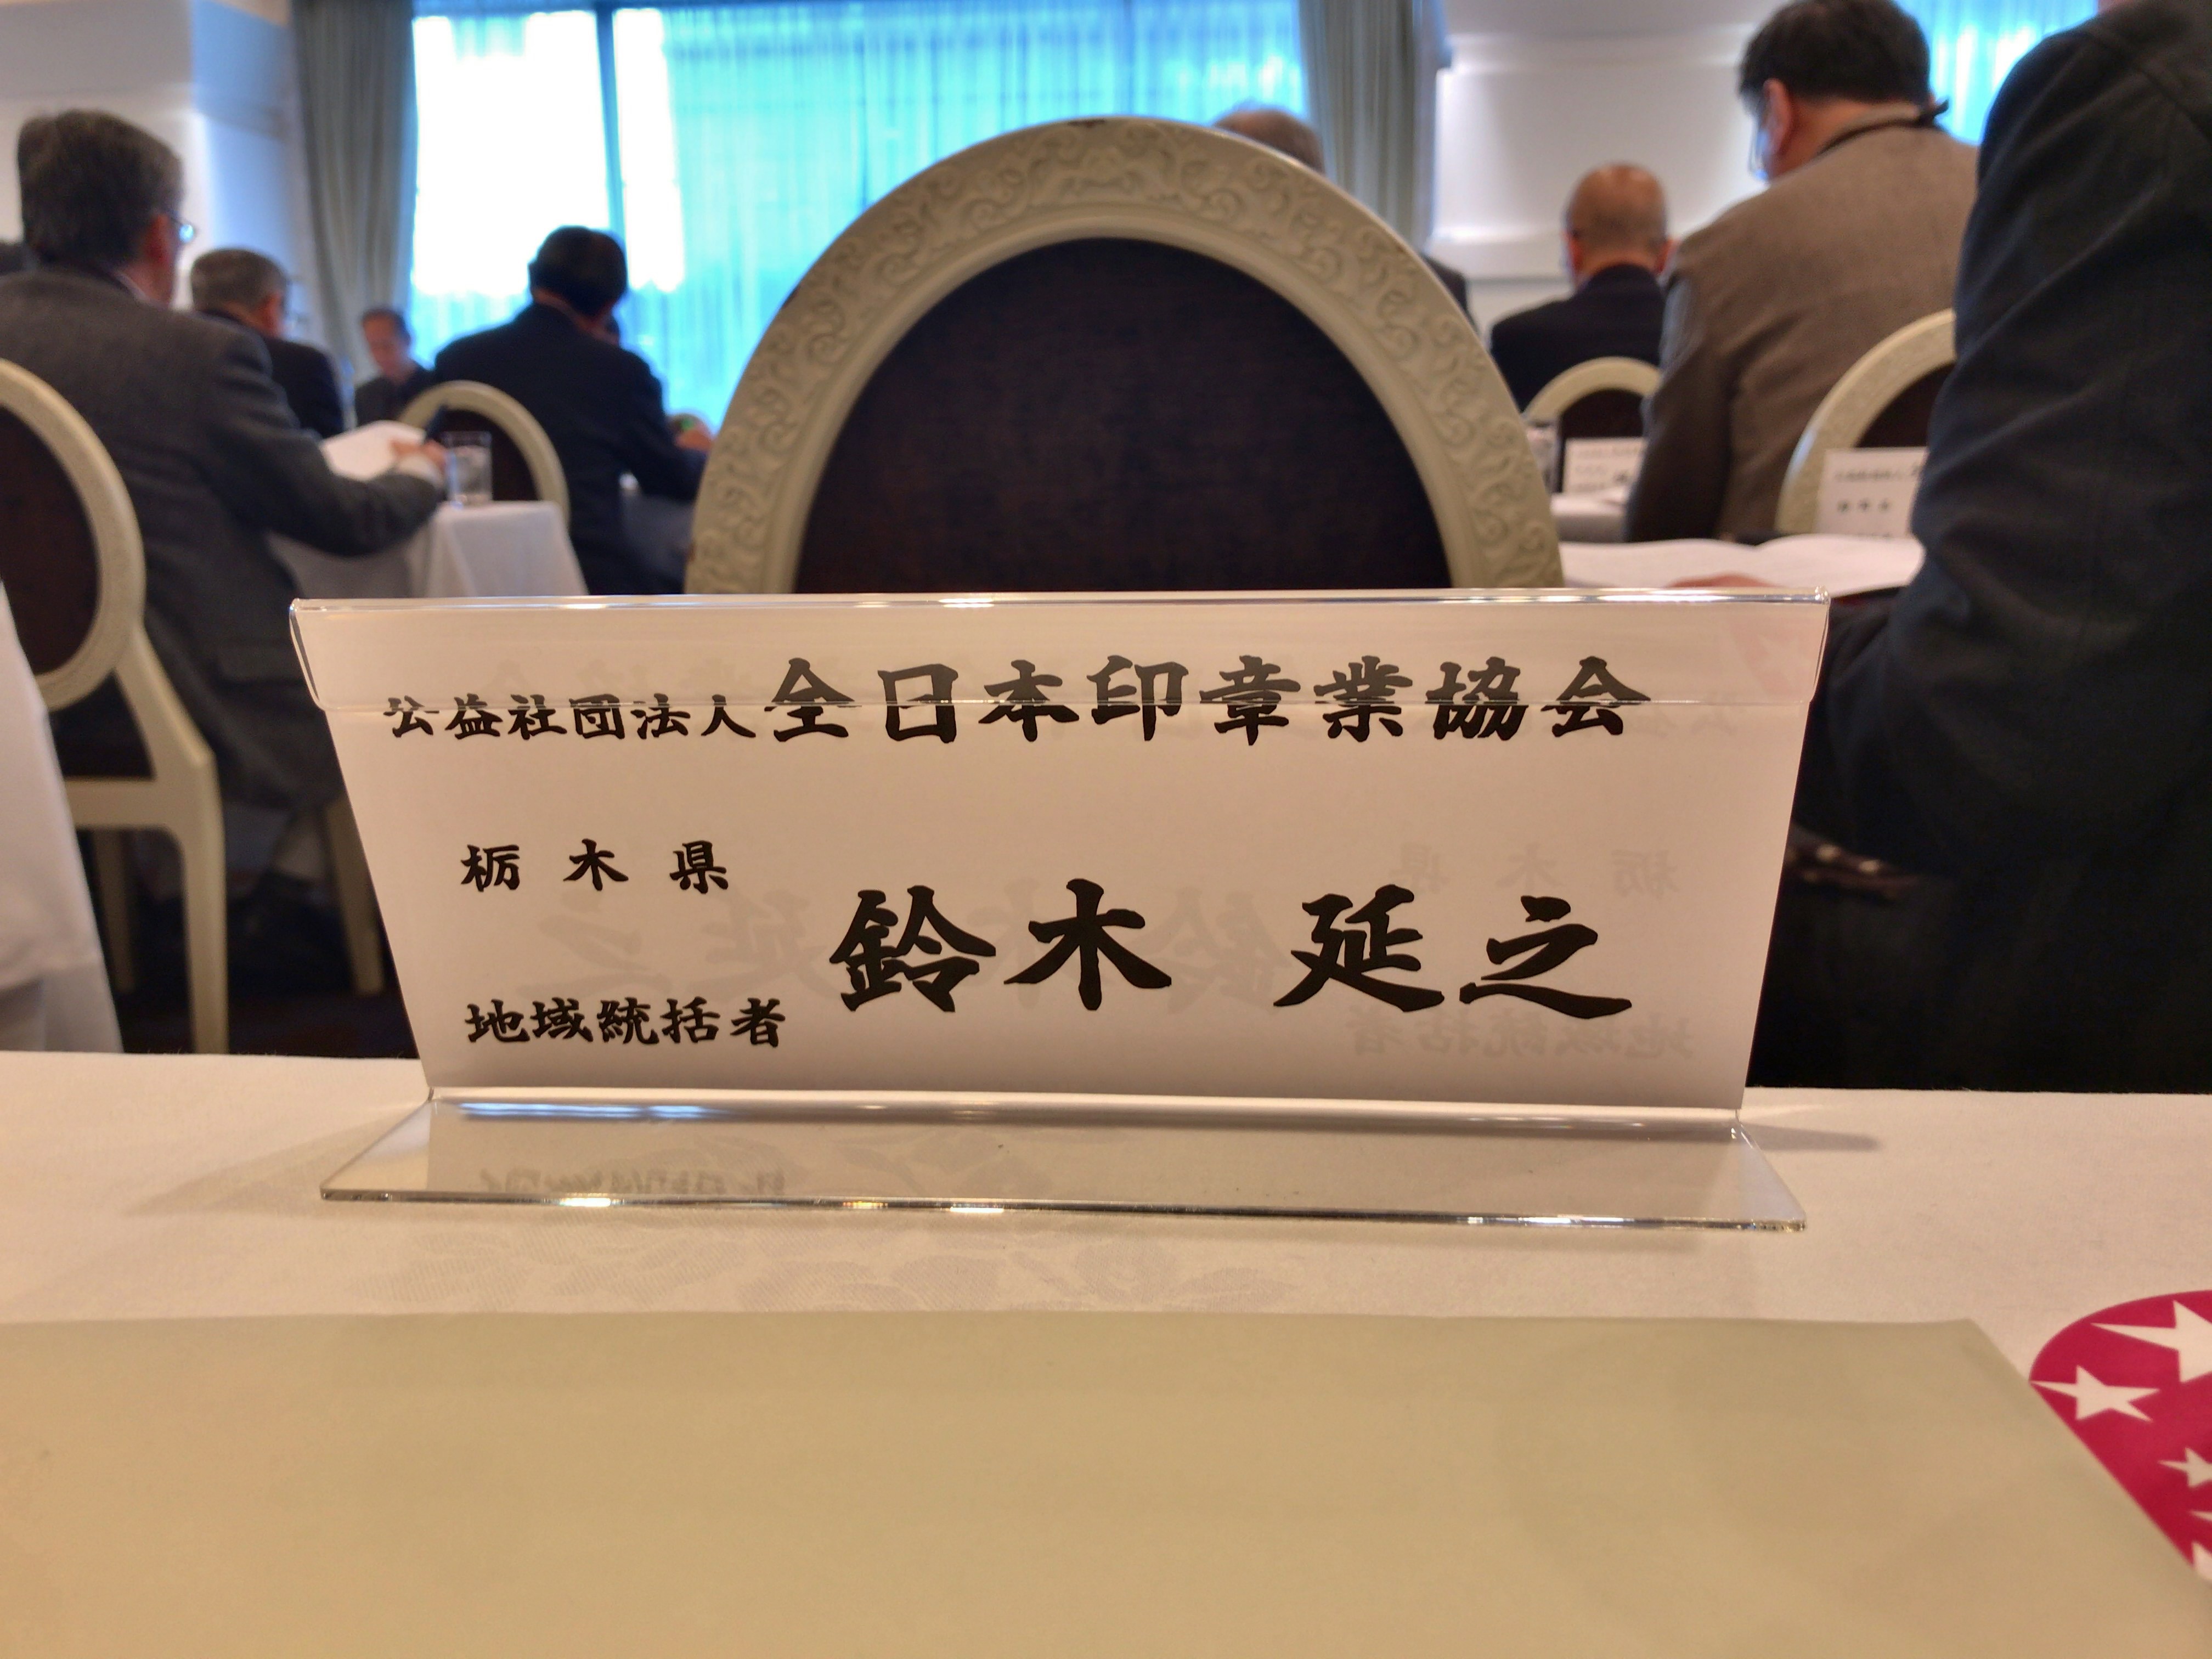 公益社団法人全日本印章業協会
栃木県
鈴木 延之
地域統括者